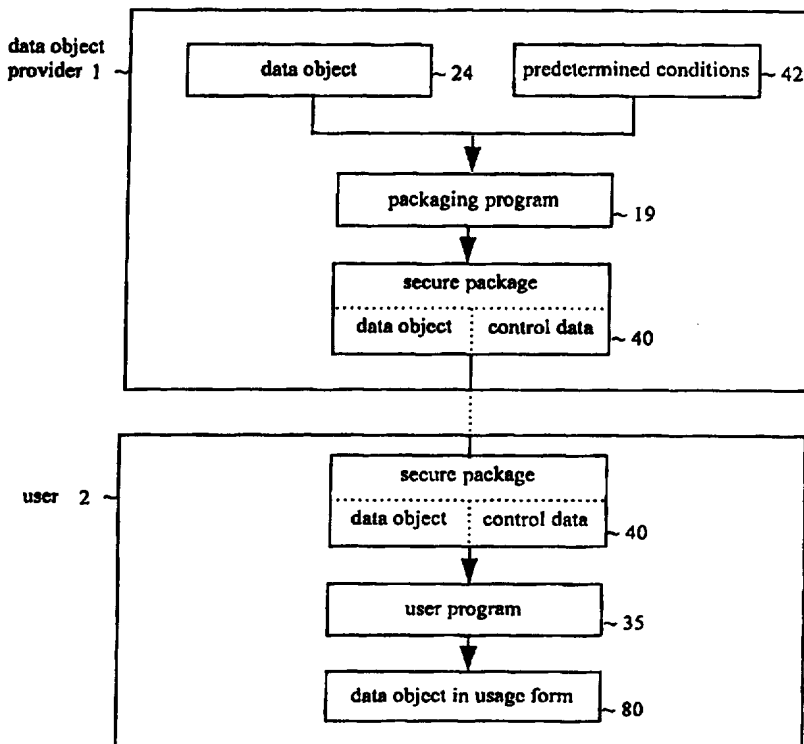 data object
provider 1
data object
~ 24
predetermined conditions
~ 42
packaging program
~ 19
secure package
data object
control data
~ 40
user 2
secure package
data object
control data
~ 40
user program
~ 35
data object in usage form
~ 80